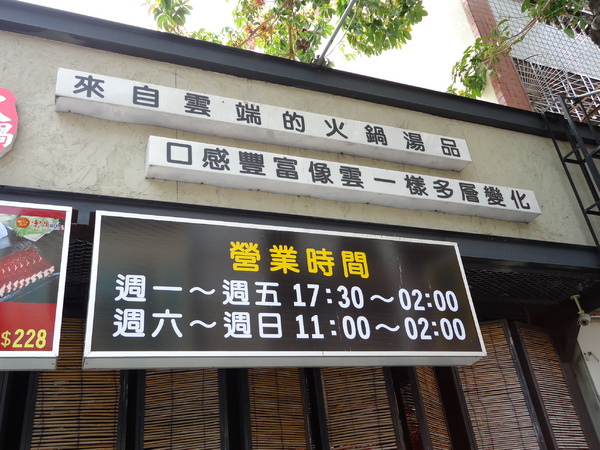 來自雲端的火鍋湯品
口感豐富像雲一樣多層變化
鍋
營業時間
週一～週五 17:30～02:00
週六～週日 11:00～02:00
$228